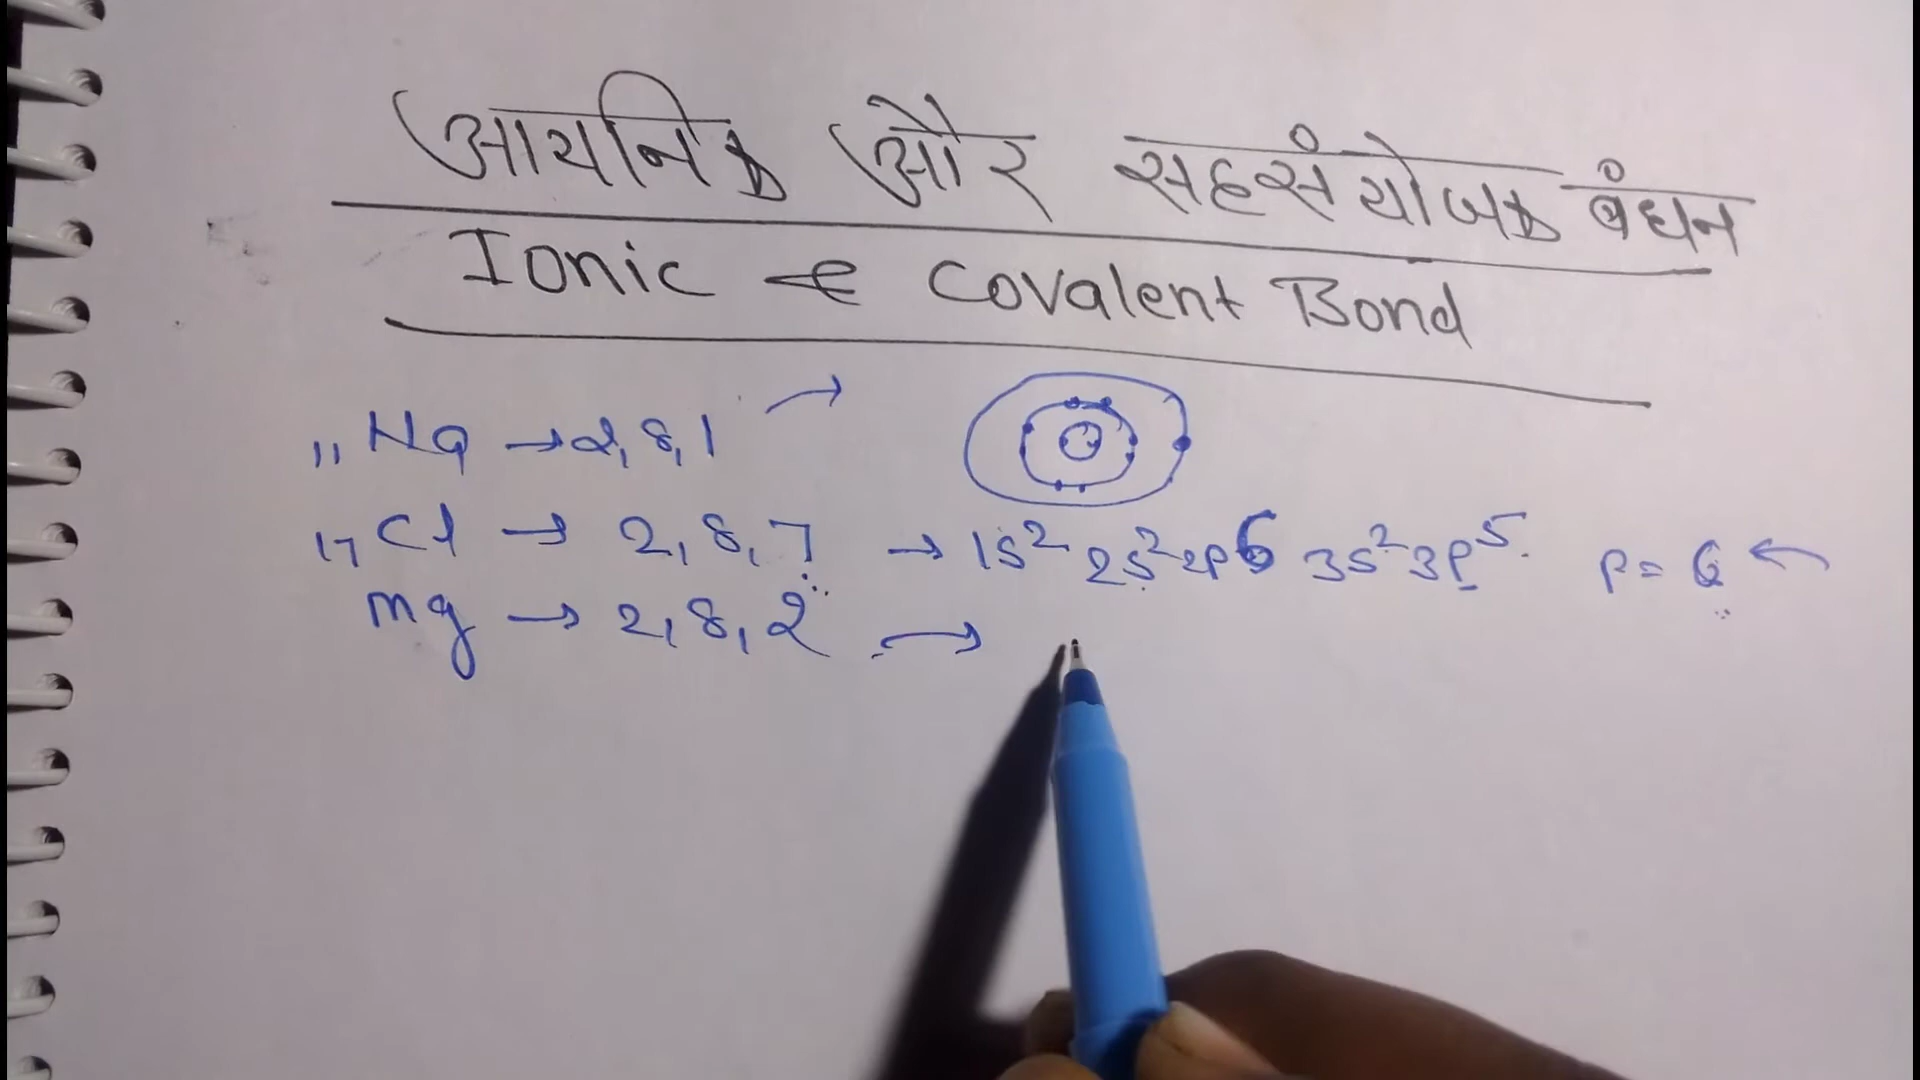 आयनिक और सहसंयोजक बंधन
Ionic & Covalent Bond
11 Na → 2, 8, 1 →
17 Cl → 2, 8, 7 → 1s² 2s² 2p6 3s² 3p⁵. P = 6 ←
mg → 2, 8, 2 →